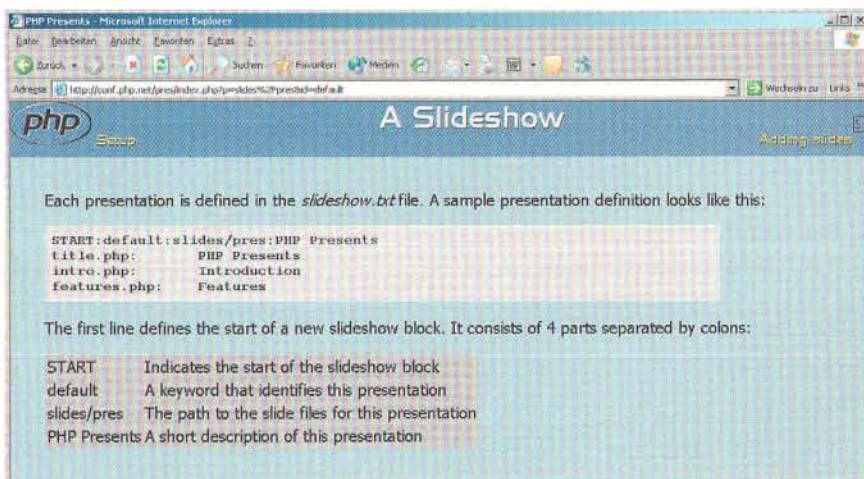 PHP Presents - Microsoft Internet Explorer
Datei Bearbeiten Ansicht Favoriten Extras ?
Zurück Suchen Favoriten Medien
Adresse http://conf.php.net/pres/index.php?p=slides%2Fpres&id=default Wechseln zu Links »
php Setup A Slideshow Adding slides
Each presentation is defined in the slideshow.txt file. A sample presentation definition looks like this:
START:default:slides/pres:PHP Presents
title.php: PHP Presents
intro.php: Introduction
features.php: Features
The first line defines the start of a new slideshow block. It consists of 4 parts separated by colons:
START Indicates the start of the slideshow block
default A keyword that identifies this presentation
slides/pres The path to the slide files for this presentation
PHP Presents A short description of this presentation